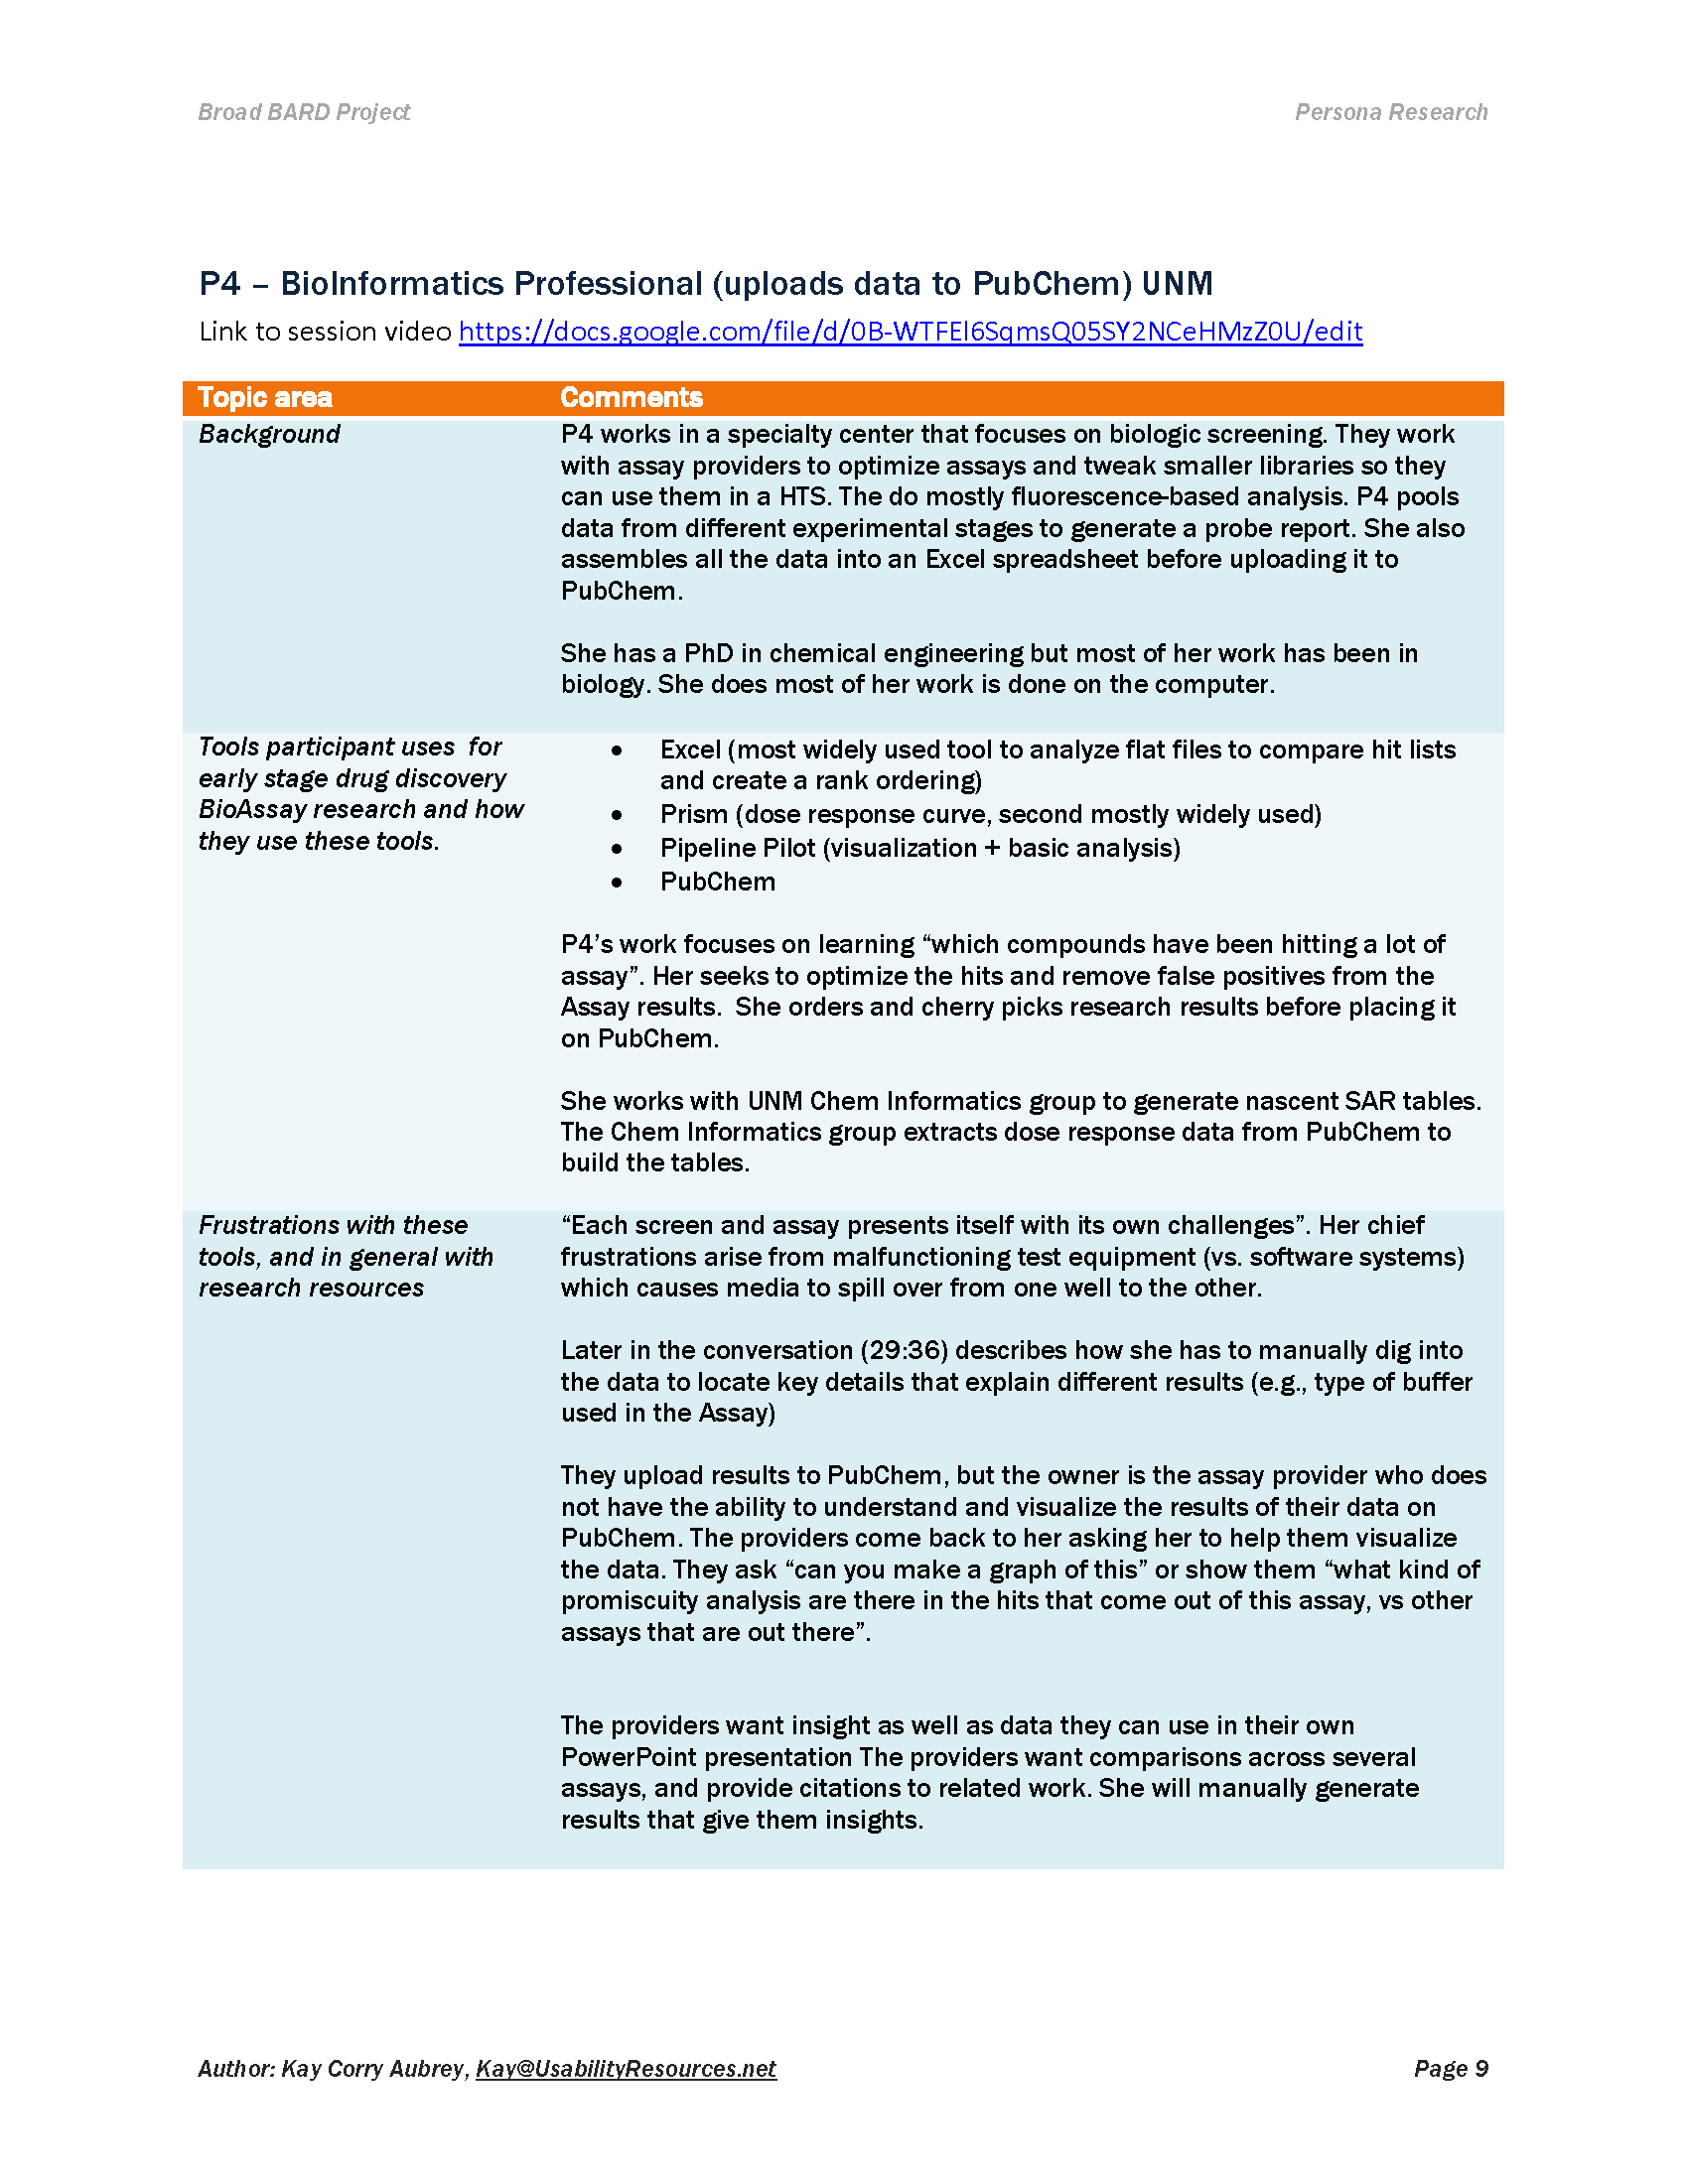 Broad BARD Project
Persona Research
P4 – BioInformatics Professional (uploads data to PubChem) UNM
Link to session video https://docs.google.com/file/d/0B-WTFEl6SqmsQ05SY2NCeHMzZ0U/edit
Topic area
Comments
Background
P4 works in a specialty center that focuses on biologic screening. They work
with assay providers to optimize assays and tweak smaller libraries so they
can use them in a HTS. The do mostly fluorescence-based analysis. P4 pools
data from different experimental stages to generate a probe report. She also
assembles all the data into an Excel spreadsheet before uploading it to
PubChem.
She has a PhD in chemical engineering but most of her work has been in
biology. She does most of her work is done on the computer.
Tools participant uses  for
early stage drug discovery
BioAssay research and how
they use these tools.
• Excel (most widely used tool to analyze flat files to compare hit lists
and create a rank ordering)
• Prism (dose response curve, second mostly widely used)
• Pipeline Pilot (visualization + basic analysis)
• PubChem
P4’s work focuses on learning “which compounds have been hitting a lot of
assay”. Her seeks to optimize the hits and remove false positives from the
Assay results.  She orders and cherry picks research results before placing it
on PubChem.
She works with UNM Chem Informatics group to generate nascent SAR tables.
The Chem Informatics group extracts dose response data from PubChem to
build the tables.
Frustrations with these
tools, and in general with
research resources
“Each screen and assay presents itself with its own challenges”. Her chief
frustrations arise from malfunctioning test equipment (vs. software systems)
which causes media to spill over from one well to the other.
Later in the conversation (29:36) describes how she has to manually dig into
the data to locate key details that explain different results (e.g., type of buffer
used in the Assay)
They upload results to PubChem, but the owner is the assay provider who does
not have the ability to understand and visualize the results of their data on
PubChem. The providers come back to her asking her to help them visualize
the data. They ask “can you make a graph of this” or show them “what kind of
promiscuity analysis are there in the hits that come out of this assay, vs other
assays that are out there”.
The providers want insight as well as data they can use in their own
PowerPoint presentation The providers want comparisons across several
assays, and provide citations to related work. She will manually generate
results that give them insights.
Author: Kay Corry Aubrey, Kay@UsabilityResources.net
Page 9